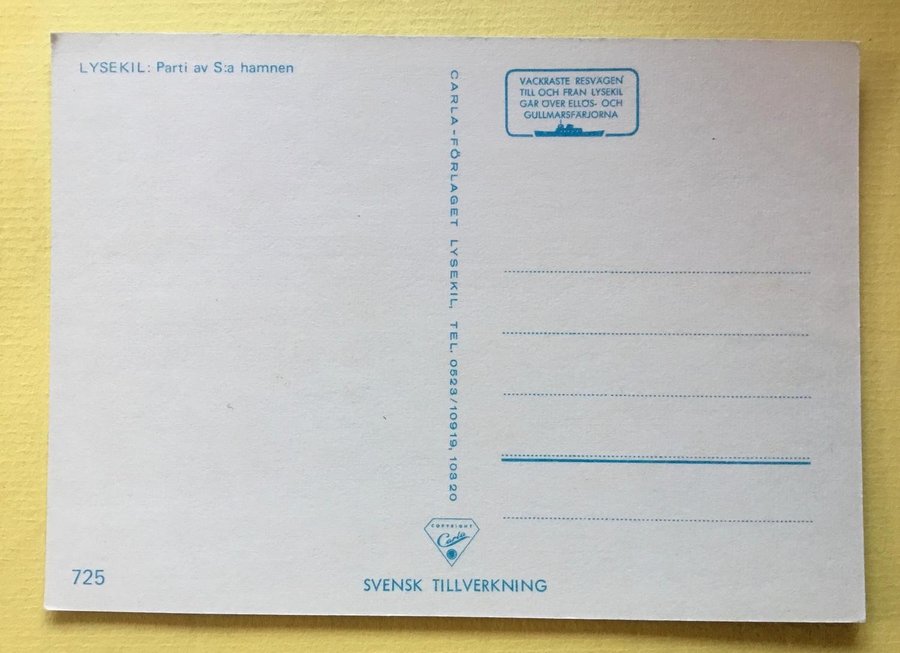 LYSEKIL: Parti av S:a hamnen
CARLA-FÖRLAGET LYSEKIL, TEL. 0523/10919, 10320
VACKRASTE RESVÄGEN
TILL OCH FRÅN LYSEKIL
GÅR ÖVER ELLÖS- OCH
GULLMARSFÄRJORNA
COPYRIGHT
Carla
725
SVENSK TILLVERKNING